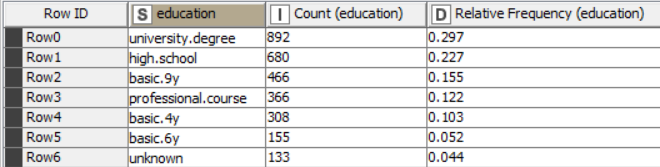 Row ID S education I Count (education) D Relative Frequency (education)
Row0 university.degree 892 0.297
Row1 high.school 680 0.227
Row2 basic.9y 466 0.155
Row3 professional.course 366 0.122
Row4 basic.4y 308 0.103
Row5 basic.6y 155 0.052
Row6 unknown 133 0.044